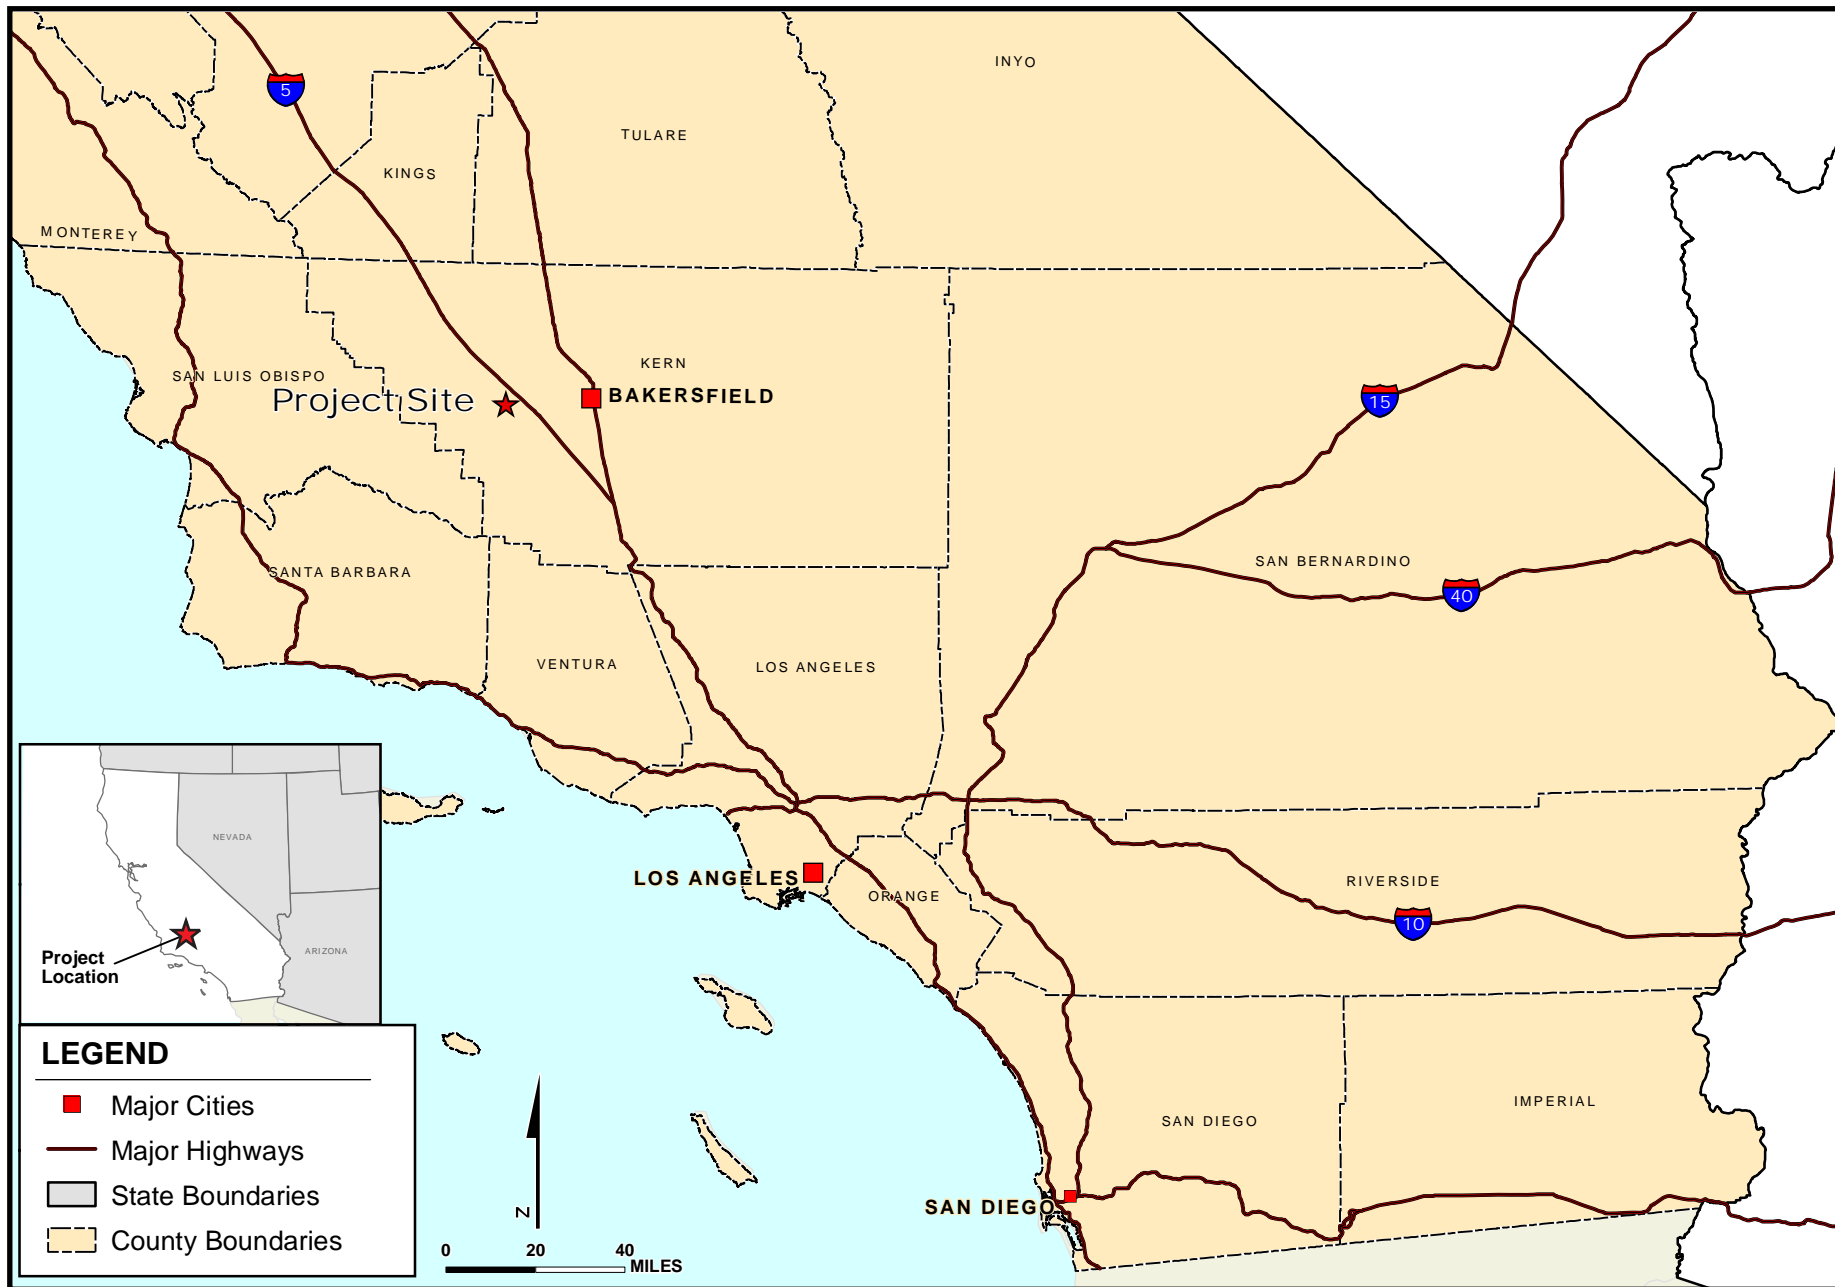 INYO
5
TULARE
KINGS
MONTEREY
KERN
SAN LUIS OBISPO
Project Site
BAKERSFIELD
15
SAN BERNARDINO
SANTA BARBARA
40
VENTURA
LOS ANGELES
NEVADA
LOS ANGELES
ORANGE
RIVERSIDE
10
ARIZONA
Project
Location
LEGEND
Major Cities
Major Highways
State Boundaries
County Boundaries
IMPERIAL
SAN DIEGO
SAN DIEGO
N
0 20 40
MILES